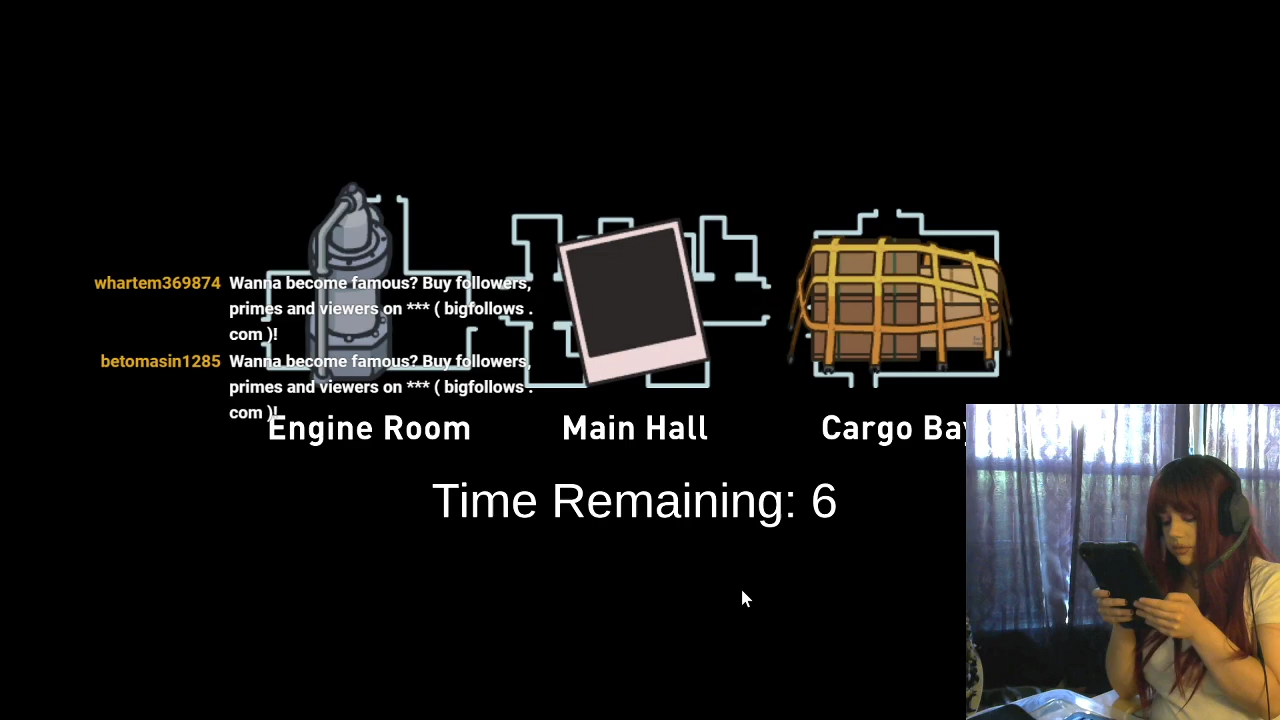 whartem369874 Wanna become famous? Buy followers,
primes and viewers on *** ( bigfollows .
com )!
betomasin1285 Wanna become famous? Buy followers,
primes and viewers on *** ( bigfollows .
com )!
Engine Room Main Hall Cargo Bay
Time Remaining: 6